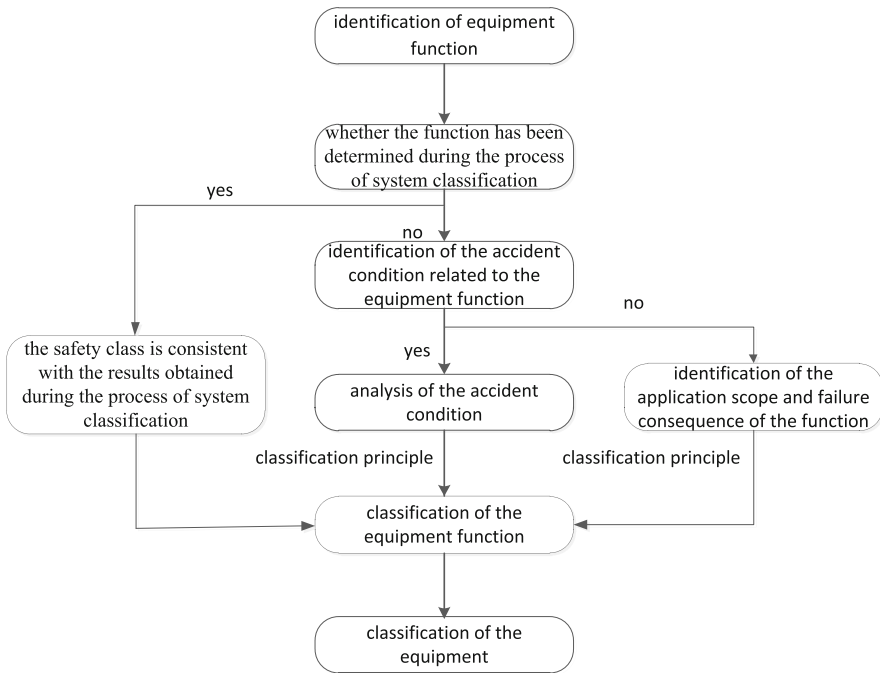 identification of equipment
function
whether the function has been
determined during the process
of system classification
yes
no
identification of the accident
condition related to the
equipment function
no
yes
the safety class is consistent
with the results obtained
during the process of system
classification
analysis of the accident
condition
identification of the
application scope and failure
consequence of the function
classification principle
classification principle
classification of the
equipment function
classification of the
equipment